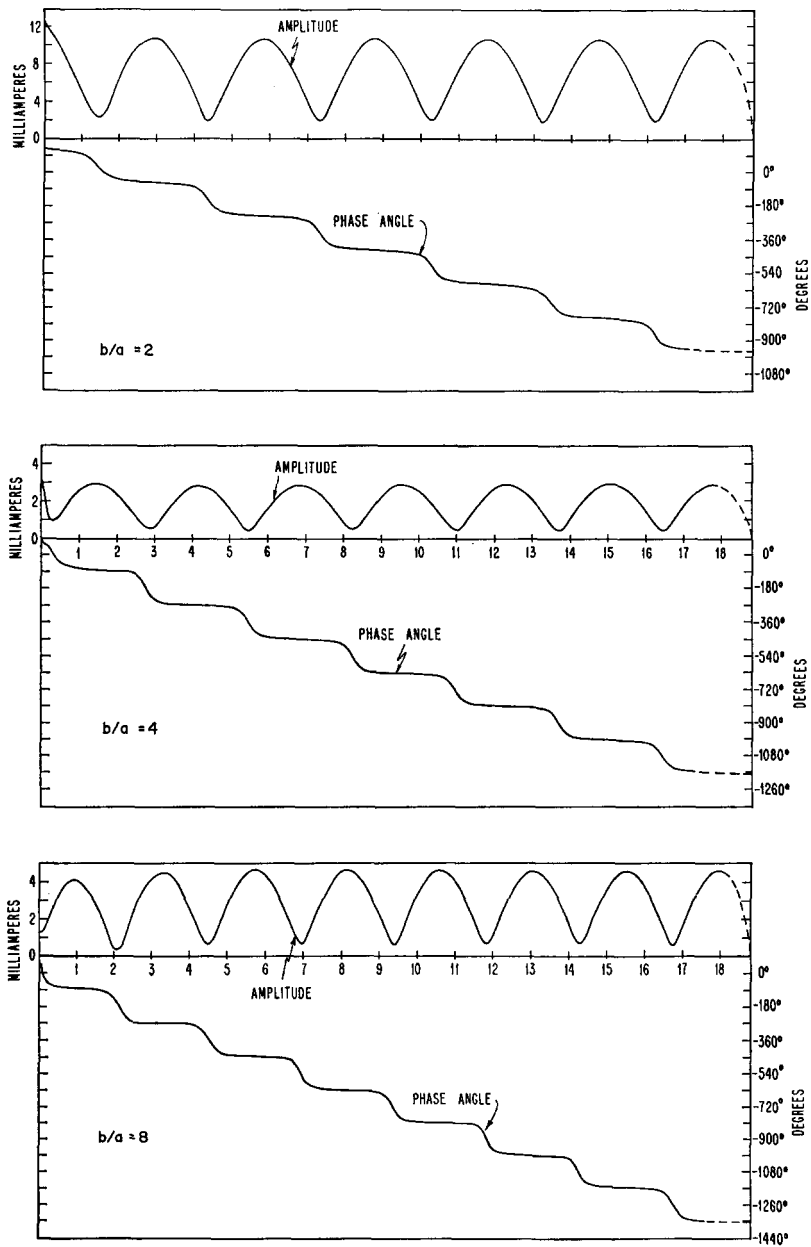 12
8
4
0
MILLIAMPERES
AMPLITUDE
PHASE ANGLE
0°
-180°
-360°
-540
-720°
-900°
-1080°
DEGREES
b/a = 2
4
2
0
MILLIAMPERES
AMPLITUDE
1 2 3 4 5 6 7 8 9 10 11 12 13 14 15 16 17 18
PHASE ANGLE
0°
-180°
-360°
-540°
-720°
-900°
-1080°
-1260°
DEGREES
b/a = 4
4
2
0
MILLIAMPERES
1 2 3 4 5 6 7 8 9 10 11 12 13 14 15 16 17 18
AMPLITUDE
PHASE ANGLE
0°
-180°
-360°
-540°
-720°
-900°
-1080°
-1260°
-1440°
DEGREES
b/a = 8